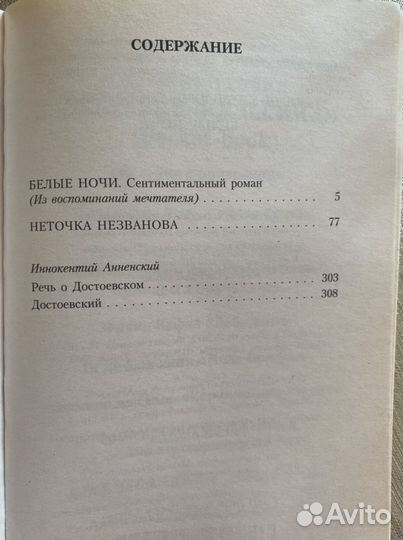 СОДЕРЖАНИЕ
БЕЛЫЕ НОЧИ. Сентиментальный роман
(Из воспоминаний мечтателя) . . . . . . . . . . . . . . 5
НЕТОЧКА НЕЗВАНОВА . . . . . . . . . . . . . . . . . 77
Иннокентий Анненский
Речь о Достоевском . . . . . . . . . . . . . . . . . . . . . 303
Достоевский . . . . . . . . . . . . . . . . . . . . . . . . . . . 308
Avito